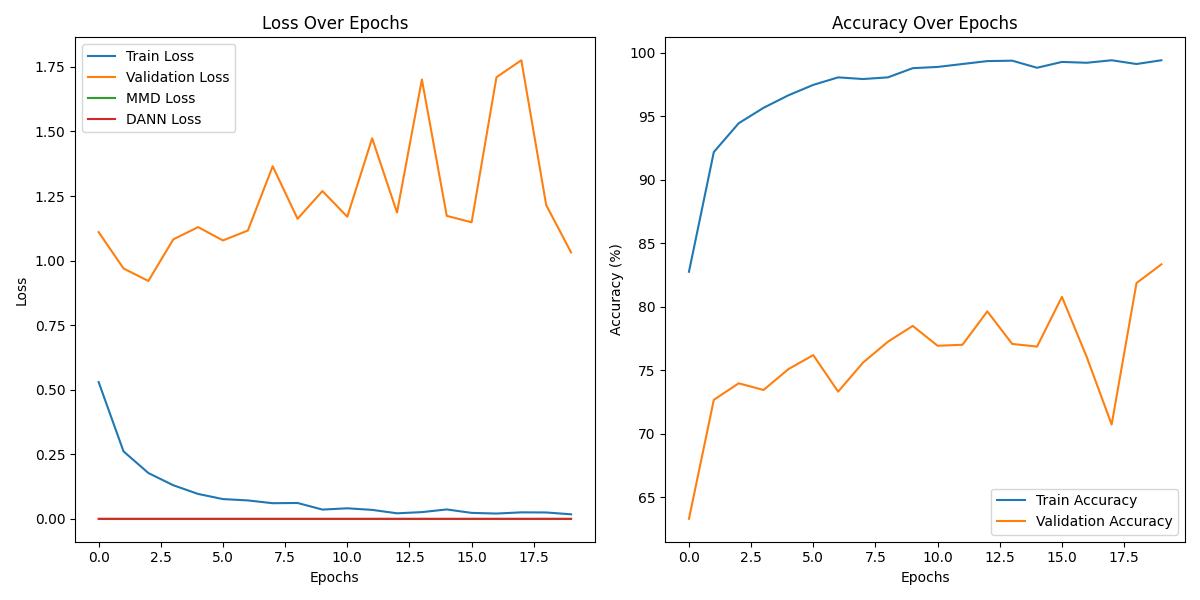 Loss Over Epochs
Train Loss
Validation Loss
MMD Loss
DANN Loss
Loss
1.75
1.50
1.25
1.00
0.75
0.50
0.25
0.00
0.0 2.5 5.0 7.5 10.0 12.5 15.0 17.5
Epochs
Accuracy Over Epochs
Accuracy (%)
100
95
90
85
80
75
70
65
Train Accuracy
Validation Accuracy
0.0 2.5 5.0 7.5 10.0 12.5 15.0 17.5
Epochs